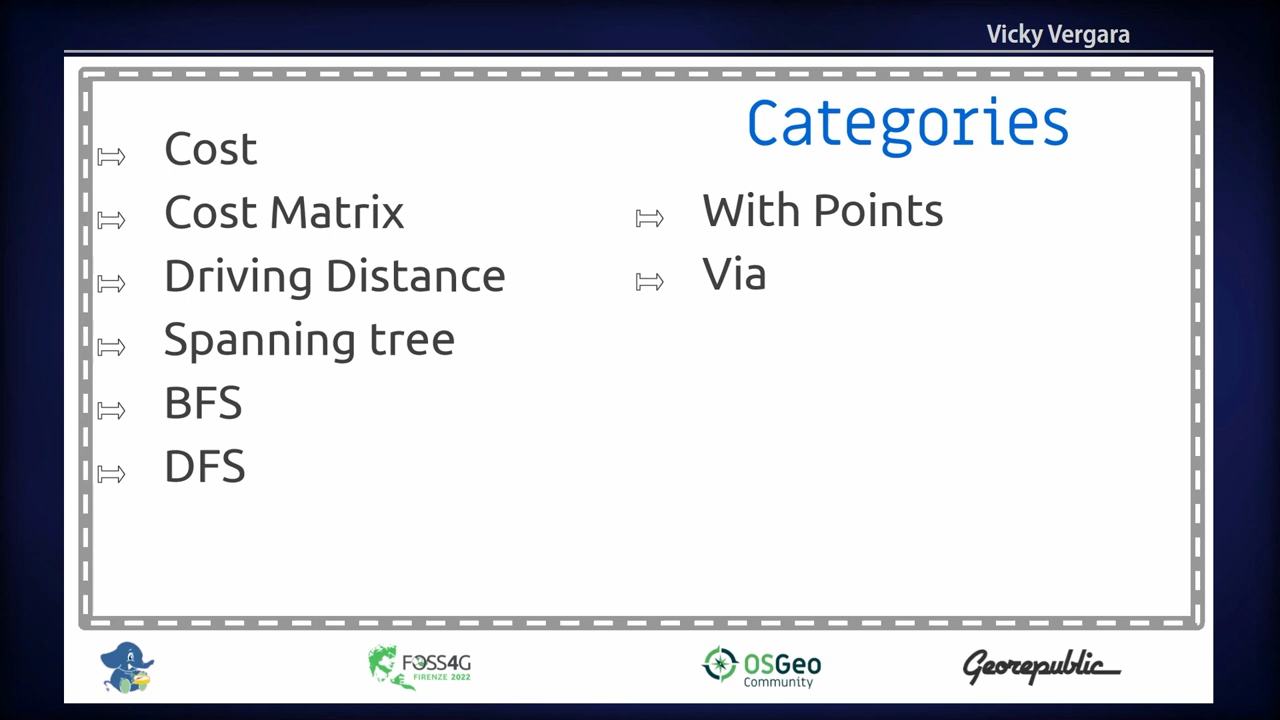 Vicky Vergara
Categories
Cost
Cost Matrix
Driving Distance
Spanning tree
BFS
DFS
With Points
Via
FOSS4G
FIRENZE 2022
OSGeo
Community
Georepublic